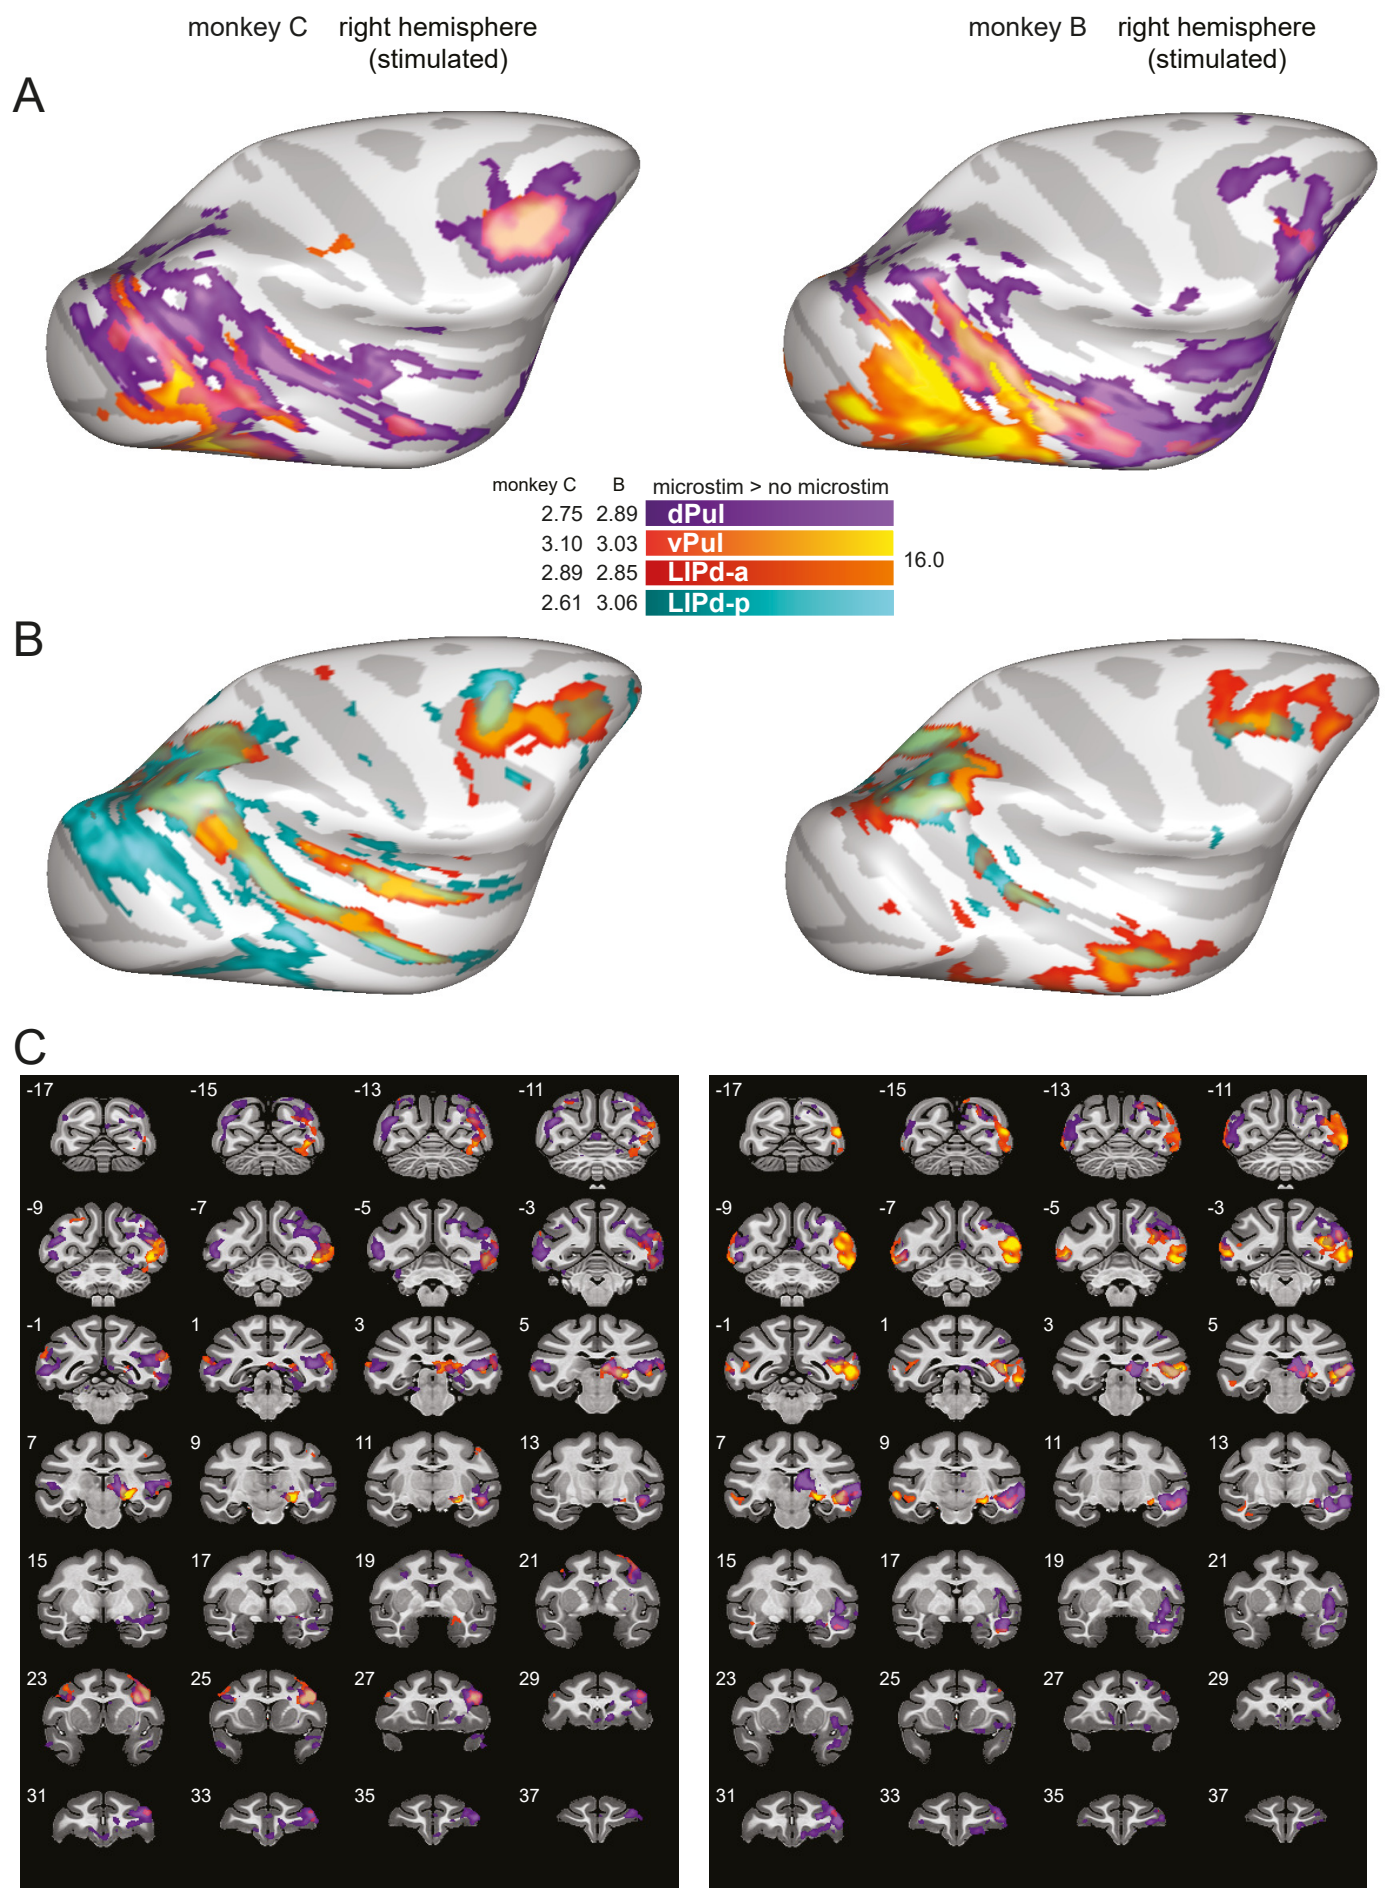 monkey C right hemisphere
(stimulated)
monkey B right hemisphere
(stimulated)
A
monkey C B microstim > no microstim
2.75 2.89 dPul
3.10 3.03 vPul
2.89 2.85 LIPd-a
2.61 3.06 LIPd-p
16.0
B
C
-17 -15 -13 -11
-9 -7 -5 -3
-1 1 3 5
7 9 11 13
15 17 19 21
23 25 27 29
31 33 35 37
-17 -15 -13 -11
-9 -7 -5 -3
-1 1 3 5
7 9 11 13
15 17 19 21
23 25 27 29
31 33 35 37